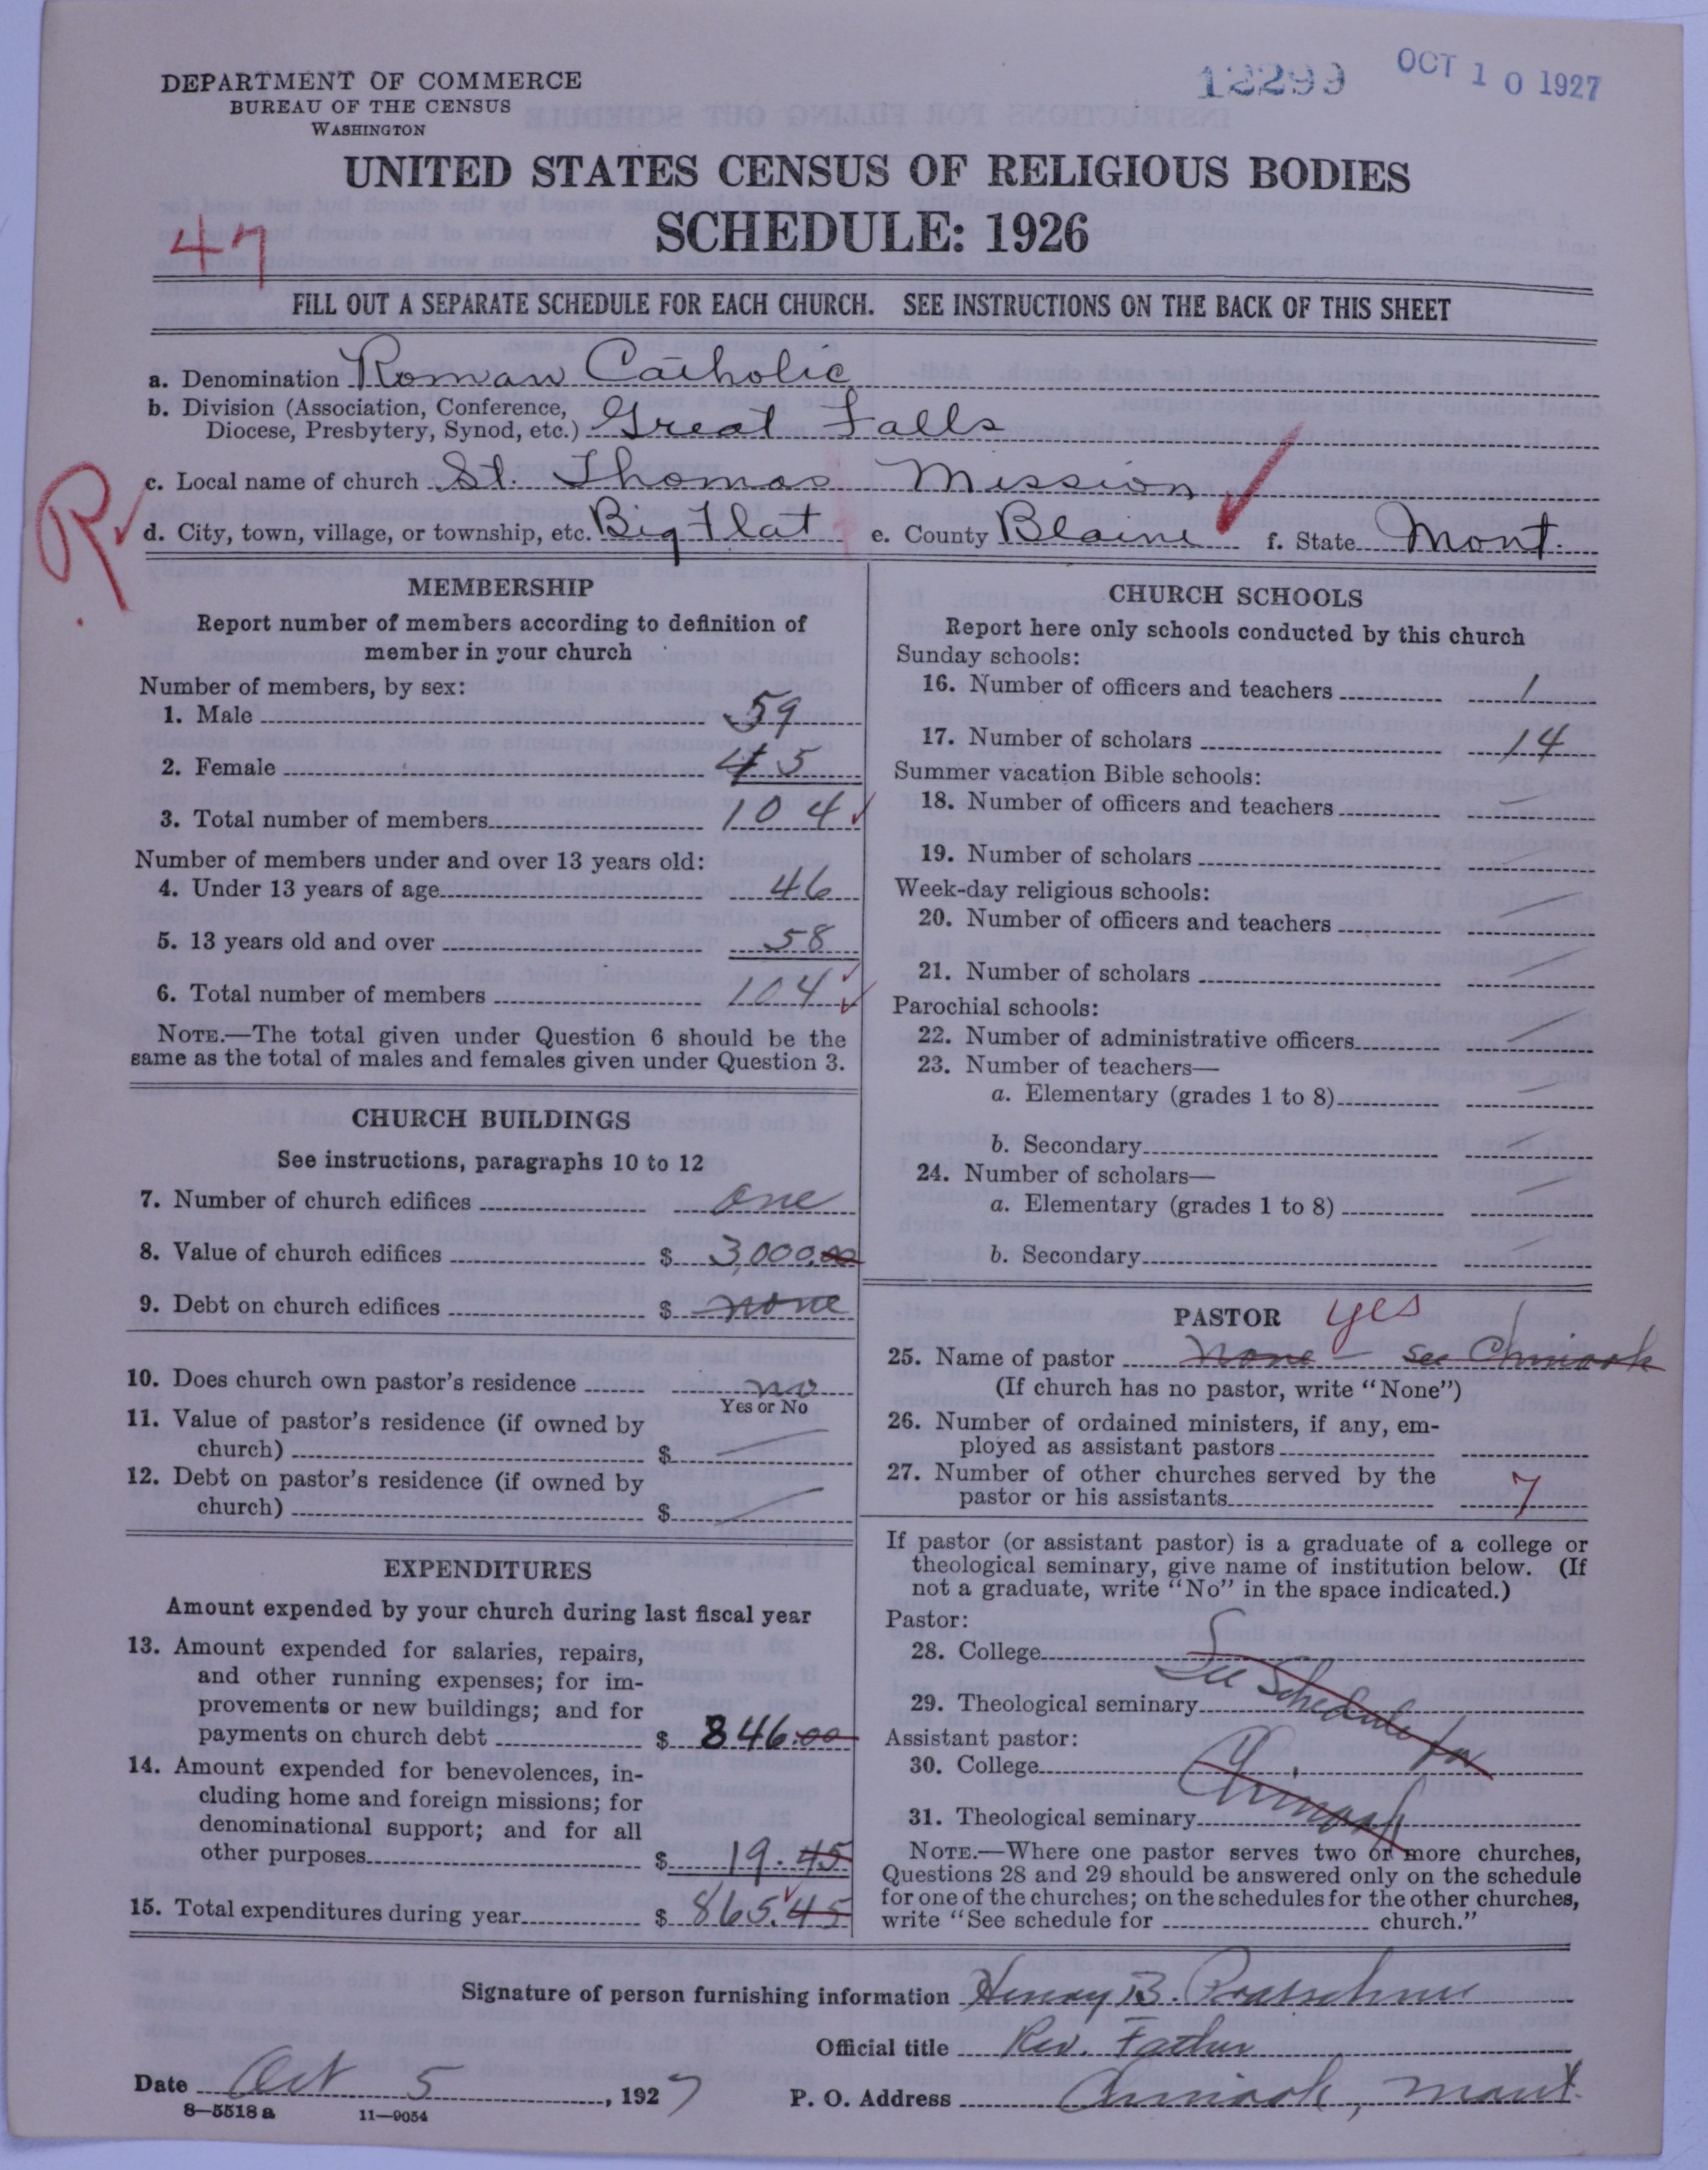 12299 OCT 10 1927
DEPARTMENT OF COMMERCE
BUREAU OF THE CENSUS
WASHINGTON
UNITED STATES CENSUS OF RELIGIOUS BODIES
47
SCHEDULE: 1926
FILL OUT A SEPARATE SCHEDULE FOR EACH CHURCH. SEE INSTRUCTIONS ON THE BACK OF THIS SHEET
a. Denomination Roman Catholic
b. Division (Association, Conference,
Diocese, Presbytery, Synod, etc.) Great Falls
R
c. Local name of church St. Thomas Mission
d. City, town, village, or township, etc. Big Flat e. County Blaine f. State Mont.
MEMBERSHIP
Report number of members according to definition of
member in your church
Number of members, by sex:
1. Male 59
2. Female 45
3. Total number of members 104
Number of members under and over 13 years old:
4. Under 13 years of age 46
5. 13 years old and over 58
6. Total number of members 104
NOTE.—The total given under Question 6 should be the
same as the total of males and females given under Question 3.
CHURCH BUILDINGS
See instructions, paragraphs 10 to 12
7. Number of church edifices one
8. Value of church edifices $ 3,000.00
9. Debt on church edifices $ none
10. Does church own pastor's residence no
Yes or No
11. Value of pastor's residence (if owned by
church) $
12. Debt on pastor's residence (if owned by
church) $
EXPENDITURES
Amount expended by your church during last fiscal year
13. Amount expended for salaries, repairs,
and other running expenses; for im-
provements or new buildings; and for
payments on church debt $ 846.00
14. Amount expended for benevolences, in-
cluding home and foreign missions; for
denominational support; and for all
other purposes $ 19.45
15. Total expenditures during year $ 865.45
CHURCH SCHOOLS
Report here only schools conducted by this church
Sunday schools:
16. Number of officers and teachers 1
17. Number of scholars 14
Summer vacation Bible schools:
18. Number of officers and teachers
19. Number of scholars
Week-day religious schools:
20. Number of officers and teachers
21. Number of scholars
Parochial schools:
22. Number of administrative officers
23. Number of teachers—
a. Elementary (grades 1 to 8)
b. Secondary
24. Number of scholars—
a. Elementary (grades 1 to 8)
b. Secondary
PASTOR yes
25. Name of pastor None — see Chinook
(If church has no pastor, write "None")
26. Number of ordained ministers, if any, em-
ployed as assistant pastors
27. Number of other churches served by the
pastor or his assistants 7
If pastor (or assistant pastor) is a graduate of a college or
theological seminary, give name of institution below. (If
not a graduate, write "No" in the space indicated.)
Pastor:
28. College
See Schedule for
29. Theological seminary
Assistant pastor:
30. College
Chinook
31. Theological seminary
NOTE.—Where one pastor serves two or more churches,
Questions 28 and 29 should be answered only on the schedule
for one of the churches; on the schedules for the other churches,
write "See schedule for church."
Signature of person furnishing information Henry B.
Official title Rev. Father
Date Oct 5, 1927 P. O. Address Chinook, Mont.
8—5518 a 11—9054